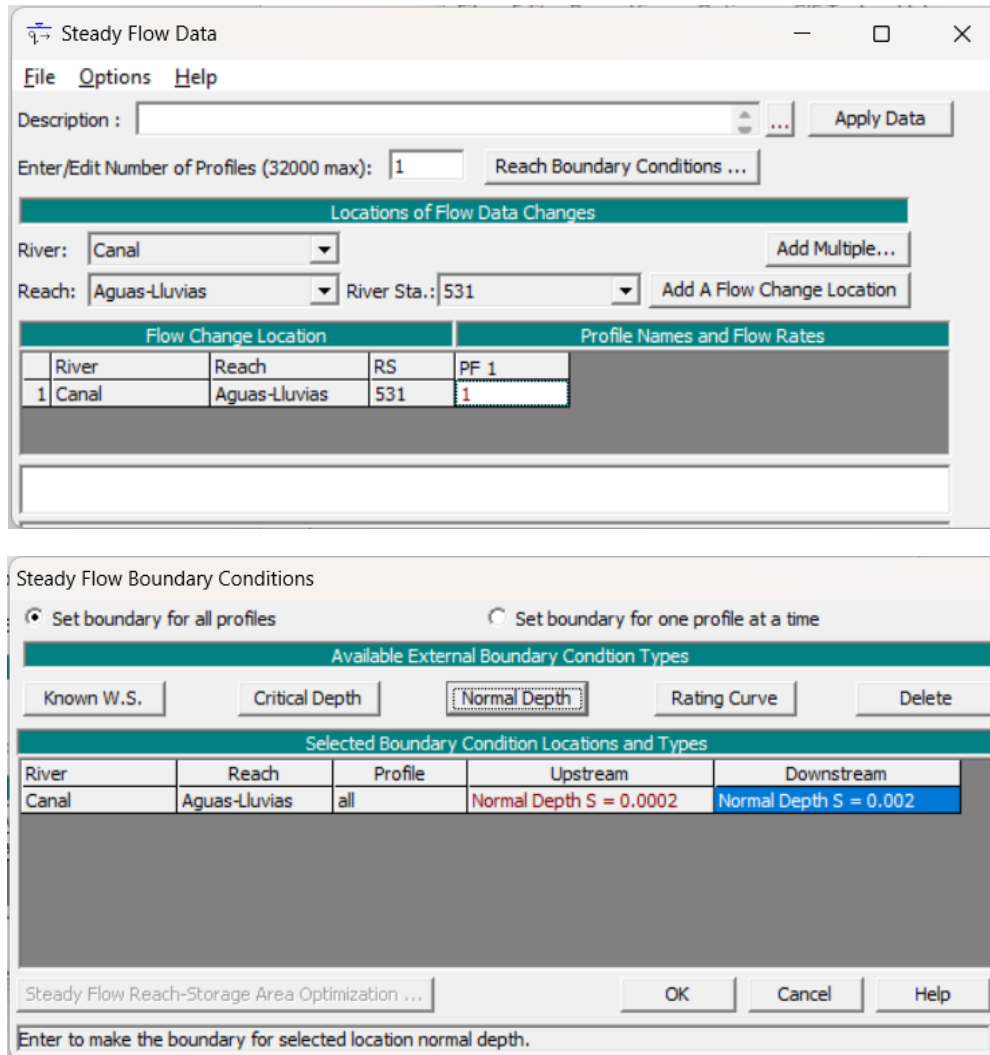 Steady Flow Data
File Options Help
Description : ... Apply Data
Enter/Edit Number of Profiles (32000 max): 1 Reach Boundary Conditions ...
Locations of Flow Data Changes
River: Canal Add Multiple...
Reach: Aguas-Lluvias River Sta.: 531 Add A Flow Change Location
Flow Change Location Profile Names and Flow Rates
River Reach RS PF 1
1 Canal Aguas-Lluvias 531 1
Steady Flow Boundary Conditions
Set boundary for all profiles Set boundary for one profile at a time
Available External Boundary Condtion Types
Known W.S. Critical Depth Normal Depth Rating Curve Delete
Selected Boundary Condition Locations and Types
River Reach Profile Upstream Downstream
Canal Aguas-Lluvias all Normal Depth S = 0.0002 Normal Depth S = 0.002
Steady Flow Reach-Storage Area Optimization ... OK Cancel Help
Enter to make the boundary for selected location normal depth.